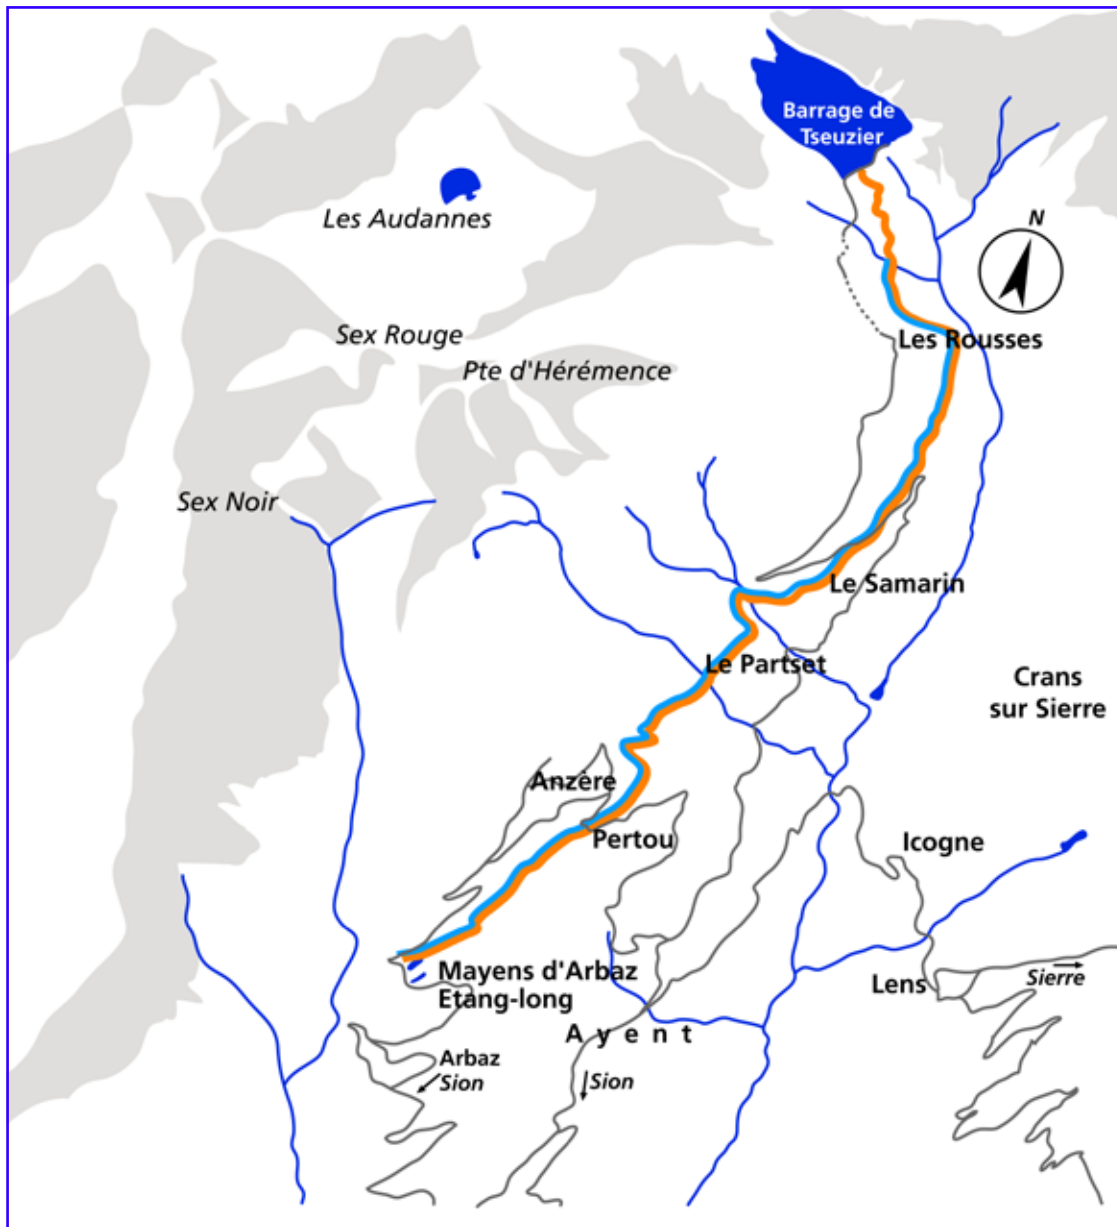 Barrage de
Tseuzier
Les Audannes
N
Sex Rouge
Les Rousses
Pte d'Hérémence
Sex Noir
Le Samarin
Le Partset
Crans
sur Sierre
Anzère
Pertou
Icogne
Mayens d'Arbaz
Etang-long
Lens
Sierre
Ayent
Arbaz
Sion
Sion